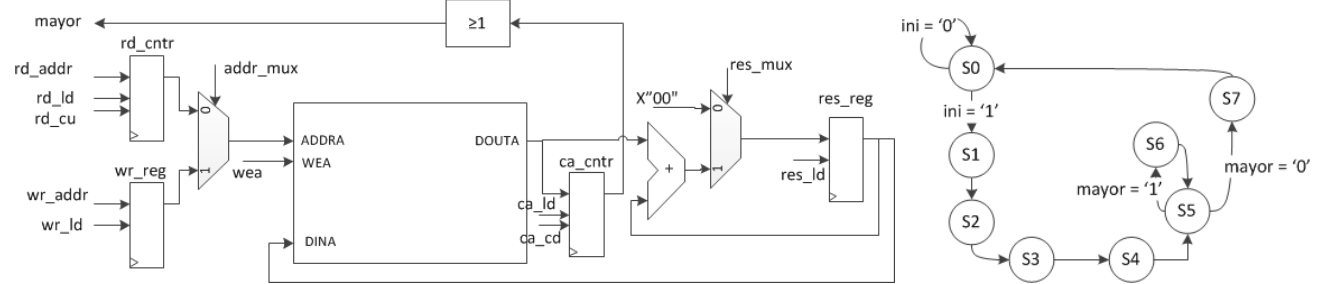 mayor
≥1
rd_cntr
rd_addr
rd_ld
rd_cu
addr_mux
0
1
wr_reg
wr_addr
wr_ld
wea
ADDRA
WEA
DINA
DOUTA
ca_cntr
ca_ld
ca_cd
X"00"
+
res_mux
0
1
res_reg
res_ld
ini = ‘0’
S0
ini = ‘1’
S1
S2
S3
S4
S5
S6
S7
mayor = ‘1’
mayor = ‘0’